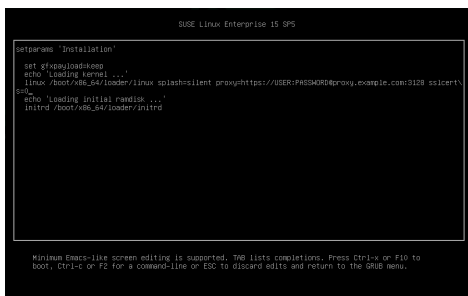 SUSE Linux Enterprise 15 SP5
setparams 'Installation'
set gfxpayload=keep
echo 'Loading kernel ...'
linux /boot/x86_64/loader/linux splash=silent proxy=https://USER:PASSWORD@proxy.example.com:3128 sslcert\
s=0_
echo 'Loading initial ramdisk ...'
initrd /boot/x86_64/loader/initrd
Minimum Emacs-like screen editing is supported. TAB lists completions. Press Ctrl-x or F10 to
boot, Ctrl-c or F2 for a command-line or ESC to discard edits and return to the GRUB menu.